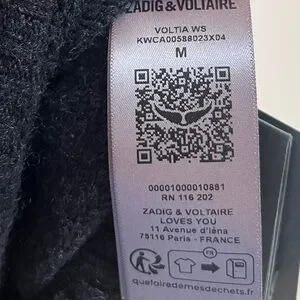 ZADIG & VOLTAIRE
VOLTIA WS
KWCA00588023X04
M
00001000010881
RN 116 202
ZADIG & VOLTAIRE
LOVES YOU
11 Avenue d'Iéna
75116 Paris - FRANCE
FR
quefairedemesdechets.fr